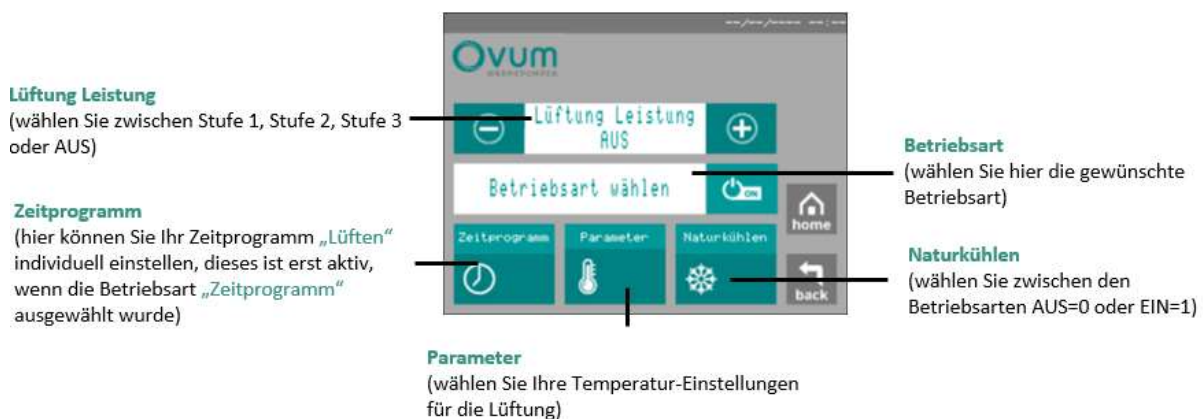 --/--/---- --:--
Ovum
WÄRMEPUMPEN
Lüftung Leistung
AUS
Betriebsart wählen
ON
home
Zeitprogramm
Parameter
Naturkühlen
back
Lüftung Leistung
(wählen Sie zwischen Stufe 1, Stufe 2, Stufe 3
oder AUS)
Zeitprogramm
(hier können Sie Ihr Zeitprogramm „Lüften“
individuell einstellen, dieses ist erst aktiv,
wenn die Betriebsart „Zeitprogramm“
ausgewählt wurde)
Betriebsart
(wählen Sie hier die gewünschte
Betriebsart)
Naturkühlen
(wählen Sie zwischen den
Betriebsarten AUS=0 oder EIN=1)
Parameter
(wählen Sie Ihre Temperatur-Einstellungen
für die Lüftung)